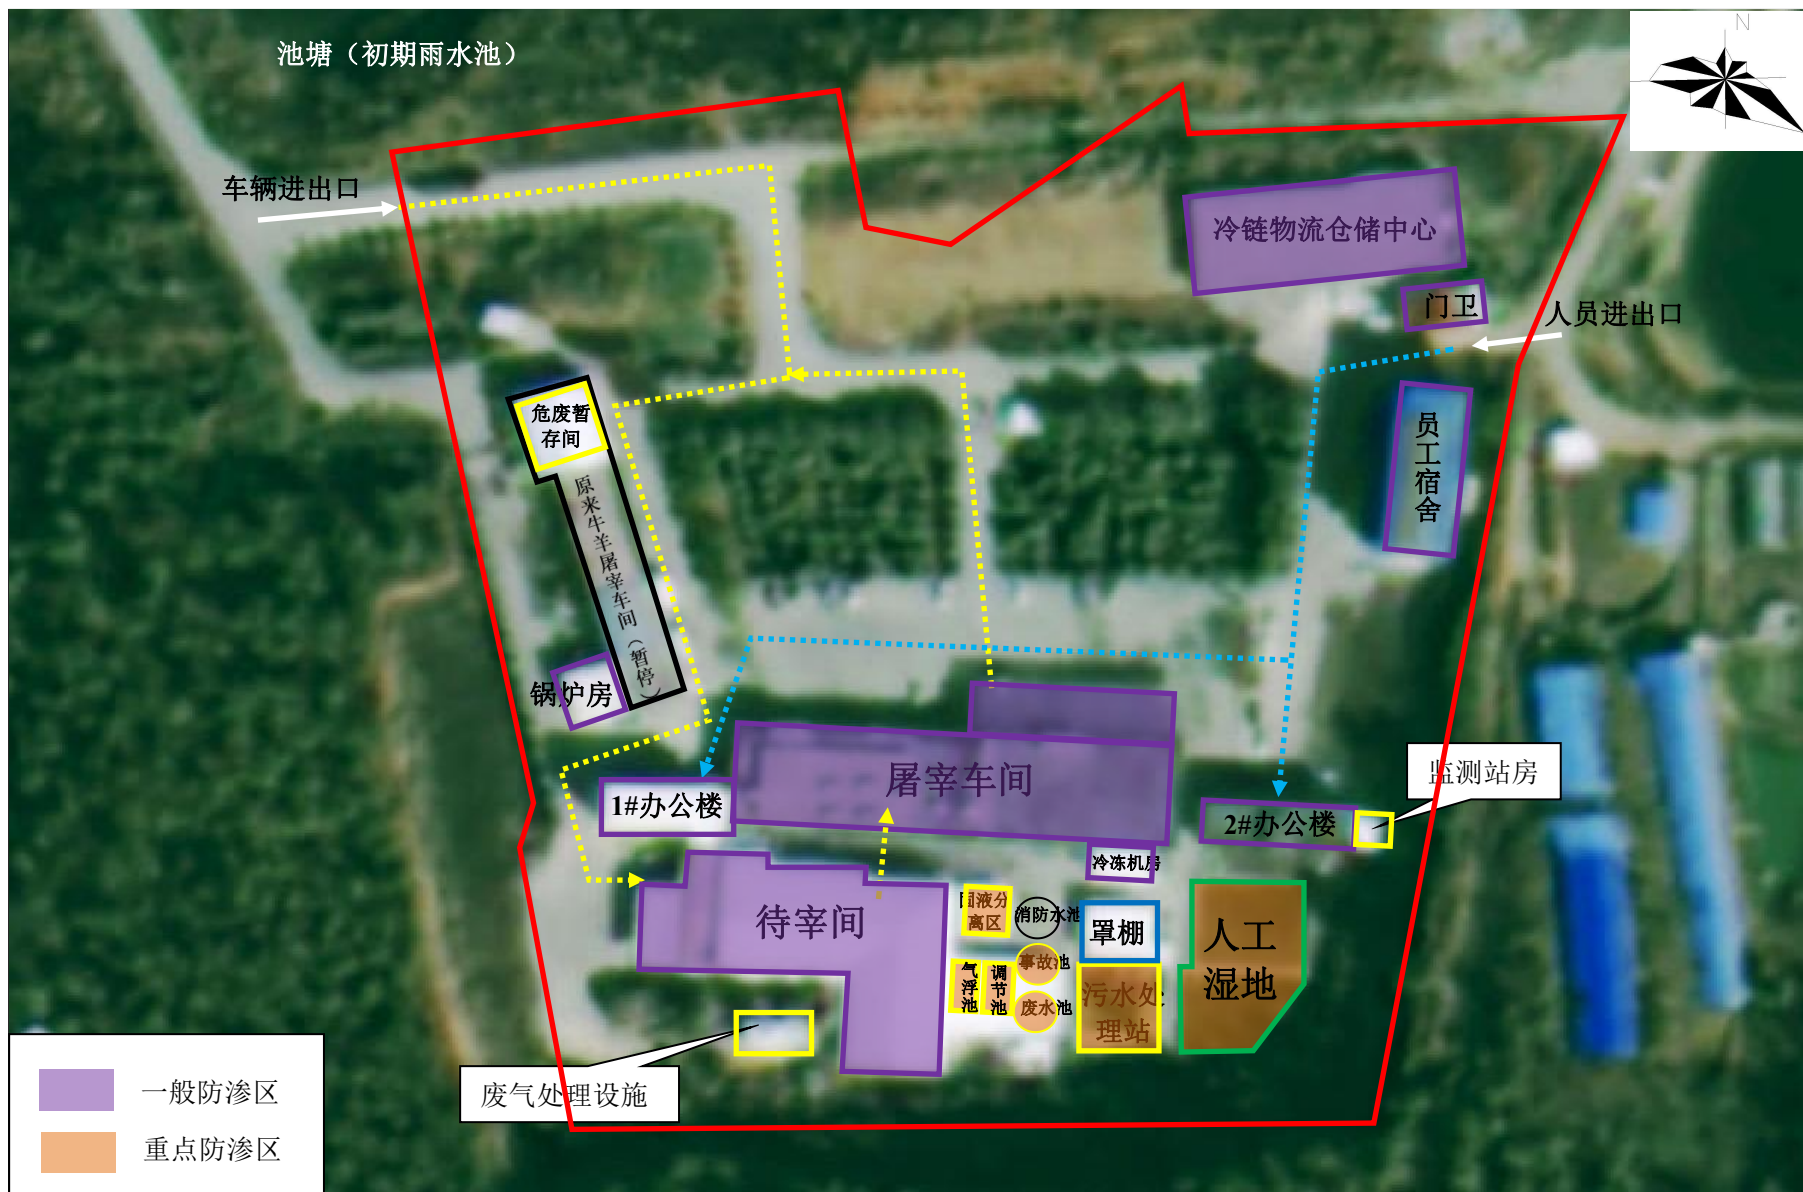 池塘（初期雨水池）
N
车辆进出口
冷链物流仓储中心
门卫
人员进出口
危废暂
存间
员工宿舍
原来牛羊屠宰车间（暂停）
锅炉房
屠宰车间
监测站房
1#办公楼
2#办公楼
冷冻机房
待宰间
固液分
离区
消防水池
罩棚
人工
湿地
事故池
气浮池
调节池
废水池
污水处
理站
废气处理设施
一般防渗区
重点防渗区